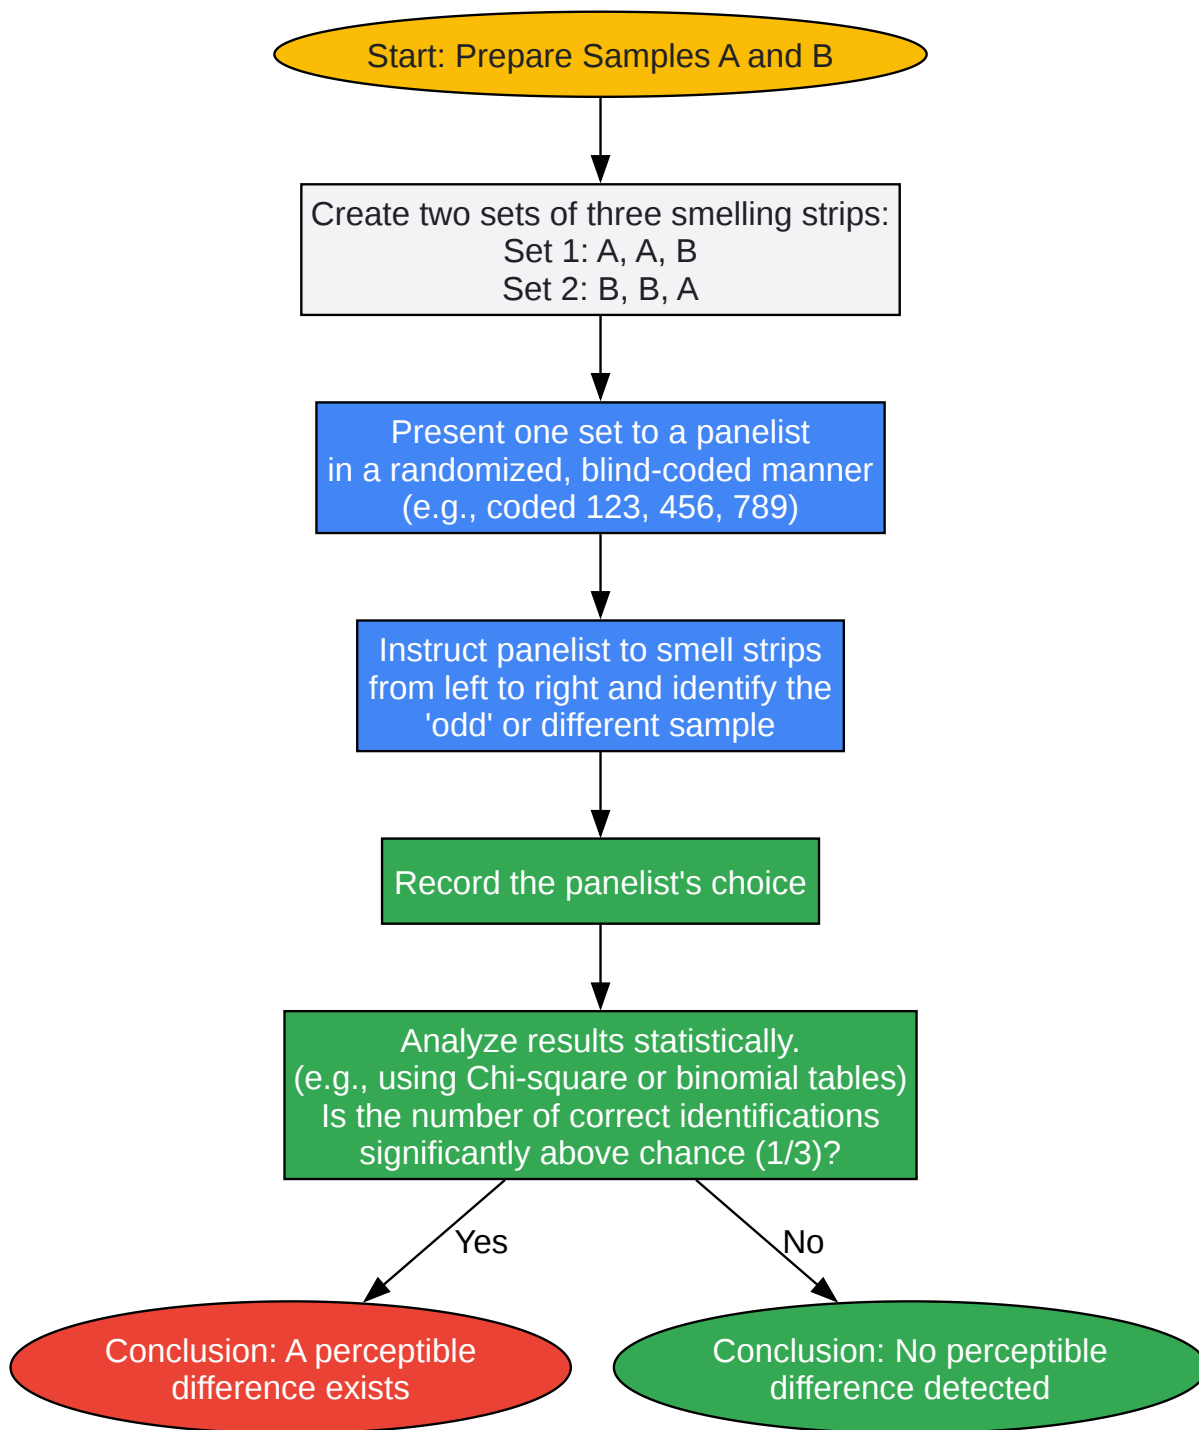 Start: Prepare Samples A and B
Create two sets of three smelling strips:
Set 1: A, A, B
Set 2: B, B, A
Present one set to a panelist
in a randomized, blind-coded manner
(e.g., coded 123, 456, 789)
Instruct panelist to smell strips
from left to right and identify the
'odd' or different sample
Record the panelist's choice
Analyze results statistically.
(e.g., using Chi-square or binomial tables)
Is the number of correct identifications
significantly above chance (1/3)?
Yes
No
Conclusion: A perceptible
difference exists
Conclusion: No perceptible
difference detected